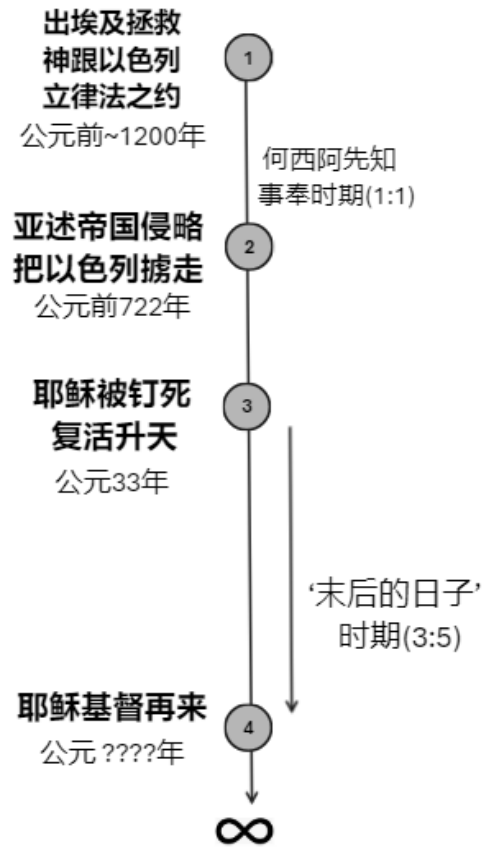 出埃及拯救
神跟以色列
立律法之约
公元前~1200年
1
何西阿先知
事奉时期(1:1)
亚述帝国侵略
把以色列掳走
公元前722年
2
耶稣被钉死
复活升天
公元33年
3
‘末后的日子’
时期(3:5)
耶稣基督再来
公元 ????年
4
∞